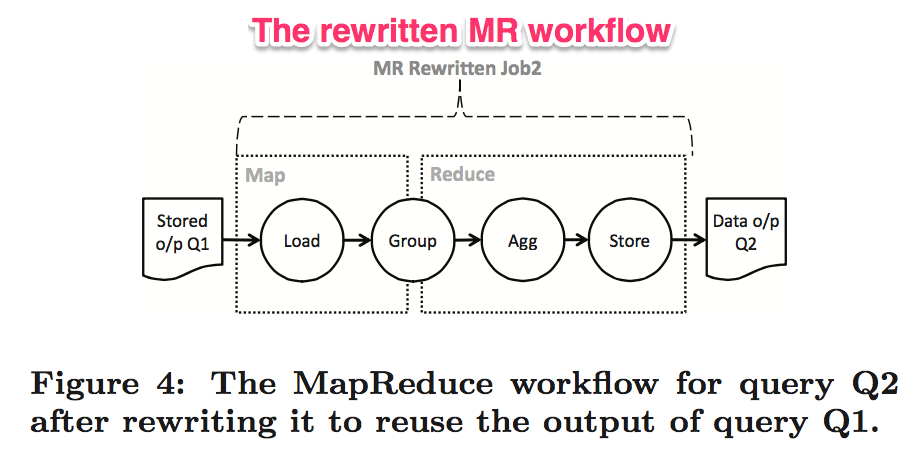 The rewritten MR workflow
MR Rewritten Job2
Map
Reduce
Stored
o/p Q1
Load
Group
Agg
Store
Data o/p
Q2
Figure 4: The MapReduce workflow for query Q2
after rewriting it to reuse the output of query Q1.